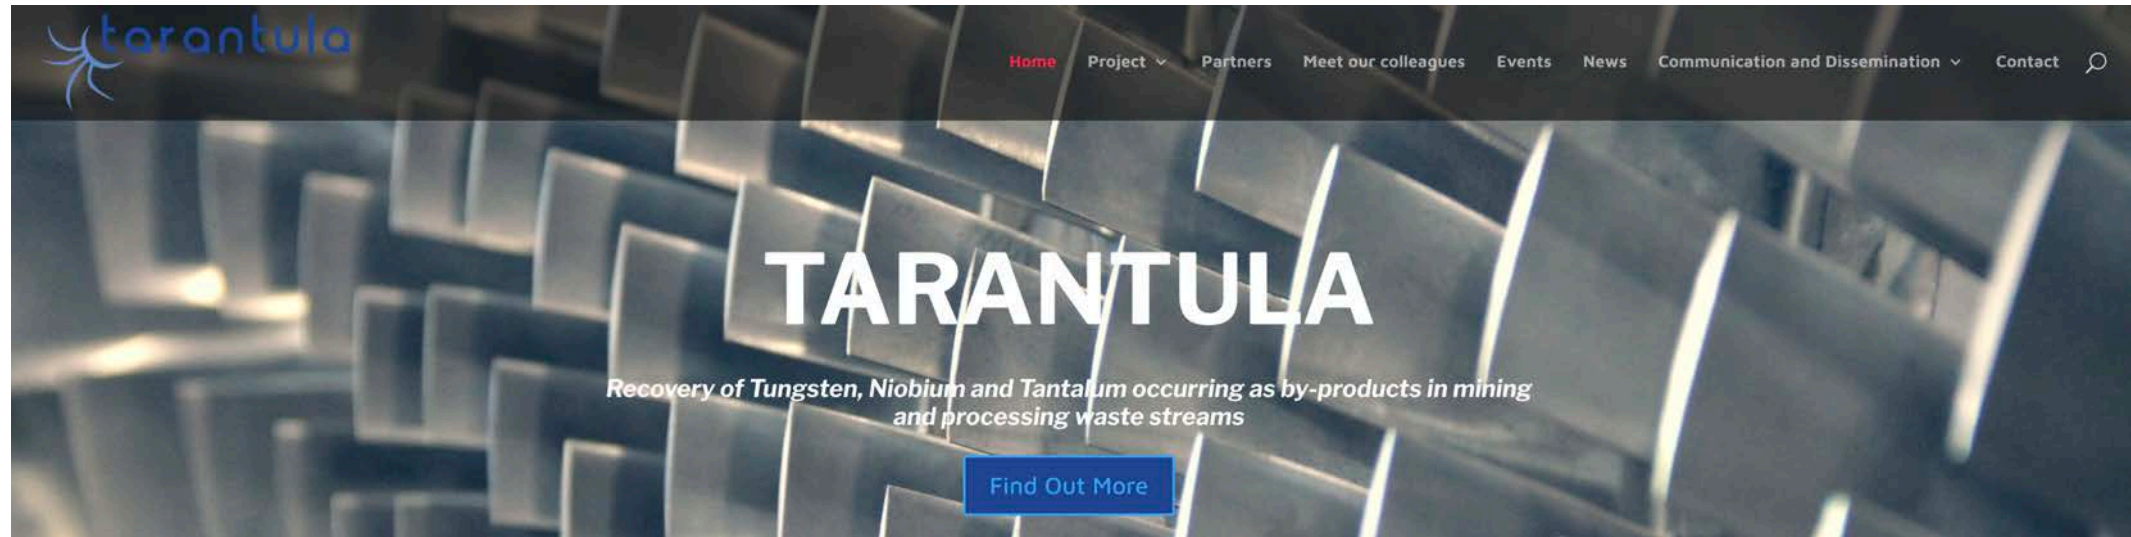 tarantula
Home Project Partners Meet our colleagues Events News Communication and Dissemination Contact
TARANTULA
Recovery of Tungsten, Niobium and Tantalum occurring as by-products in mining
and processing waste streams
Find Out More